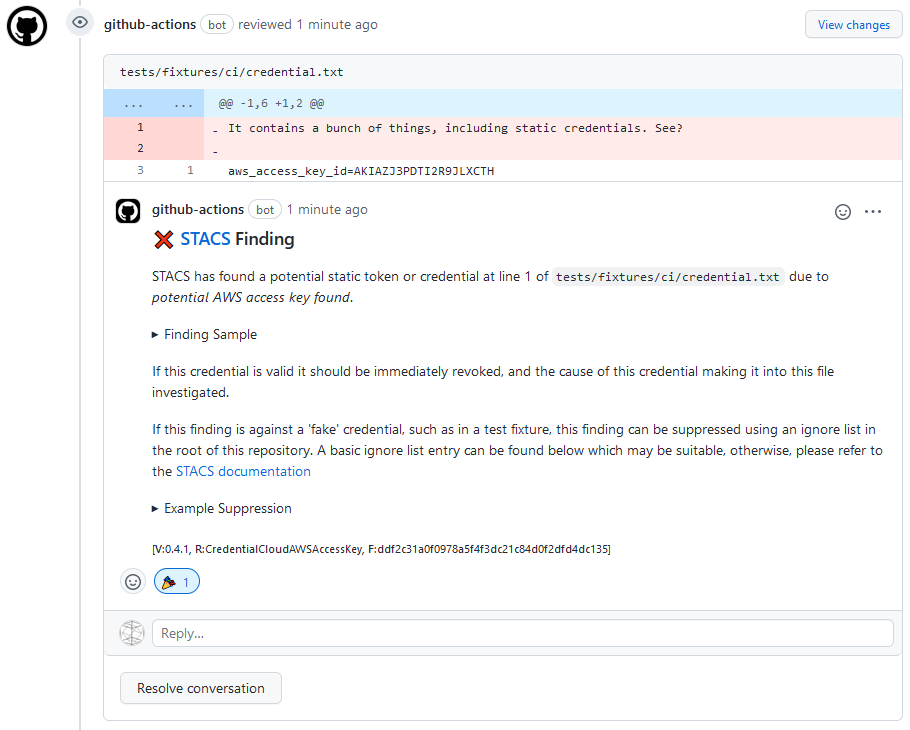 github-actions bot reviewed 1 minute ago
View changes
tests/fixtures/ci/credential.txt
... ... @@ -1,6 +1,2 @@
1 - It contains a bunch of things, including static credentials. See?
2 -
3 1 aws_access_key_id=AKIAZJ3PDTI2R9JLXCTH
github-actions bot 1 minute ago
❌ STACS Finding
STACS has found a potential static token or credential at line 1 of tests/fixtures/ci/credential.txt due to
potential AWS access key found.
▸ Finding Sample
If this credential is valid it should be immediately revoked, and the cause of this credential making it into this file
investigated.
If this finding is against a 'fake' credential, such as in a test fixture, this finding can be suppressed using an ignore list in
the root of this repository. A basic ignore list entry can be found below which may be suitable, otherwise, please refer to
the STACS documentation
▸ Example Suppression
[V:0.4.1, R:CredentialCloudAWSAccessKey, F:ddf2c31a0f0978a5f4f3dc21c84d0f2dfd4dc135]
🎉 1
Reply...
Resolve conversation